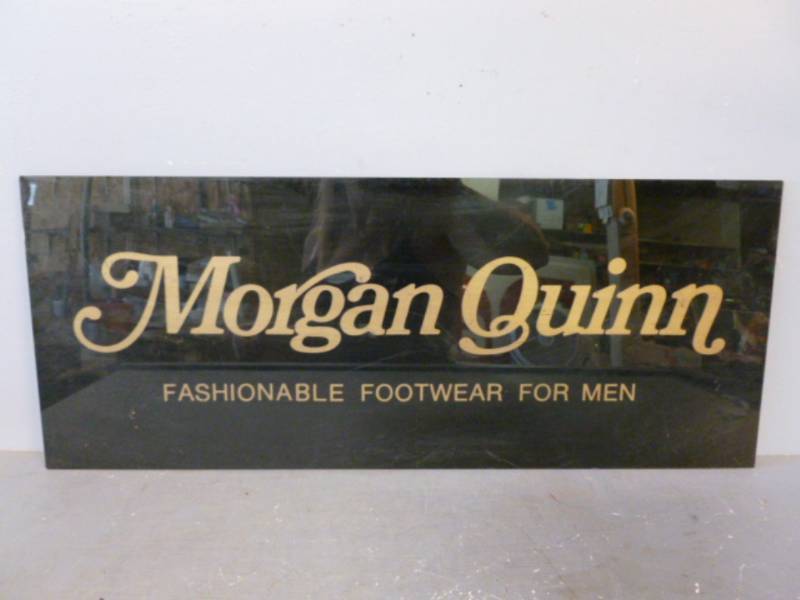 Morgan Quinn
FASHIONABLE FOOTWEAR FOR MEN